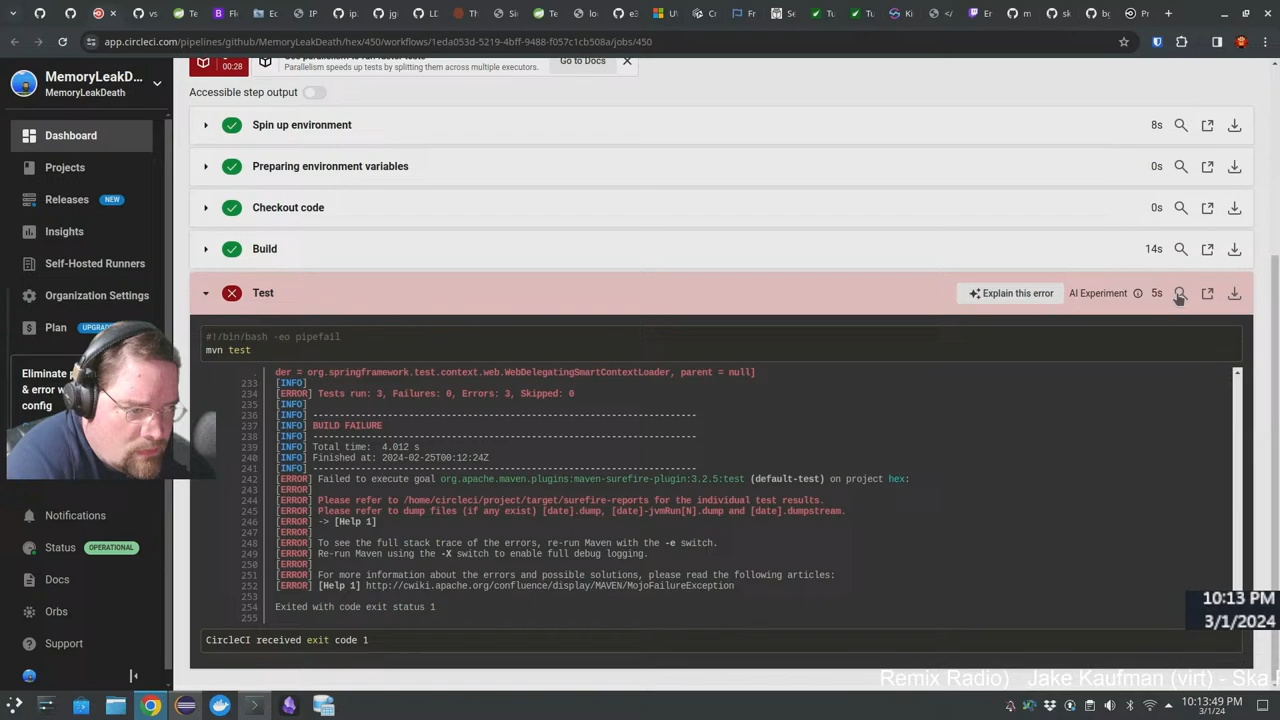 app.circleci.com/pipelines/github/MemoryLeakDeath/hex/450/workflows/1eda053d-5219-4bff-9488-f057c1cb508a/jobs/450
MemoryLeakD...
MemoryLeakDeath
Dashboard
Projects
Releases NEW
Insights
Self-Hosted Runners
Organization Settings
Plan
Eliminate
& error w
config
Notifications
Status OPERATIONAL
Docs
Orbs
Support
00:28
Parallelism speeds up tests by splitting them across multiple executors.
Go to Docs
Accessible step output
Spin up environment 8s
Preparing environment variables 0s
Checkout code 0s
Build 14s
Test Explain this error AI Experiment 5s
#!/bin/bash -eo pipefail
mvn test
der = org.springframework.test.context.web.WebDelegatingSmartContextLoader, parent = null]
233 [INFO]
234 [ERROR] Tests run: 3, Failures: 0, Errors: 3, Skipped: 0
235 [INFO]
236 [INFO] ------------------------------------------------------------------------
237 [INFO] BUILD FAILURE
238 [INFO] ------------------------------------------------------------------------
239 [INFO] Total time:  4.012 s
240 [INFO] Finished at: 2024-02-25T00:12:24Z
241 [INFO] ------------------------------------------------------------------------
242 [ERROR] Failed to execute goal org.apache.maven.plugins:maven-surefire-plugin:3.2.5:test (default-test) on project hex:
243 [ERROR]
244 [ERROR] Please refer to /home/circleci/project/target/surefire-reports for the individual test results.
245 [ERROR] Please refer to dump files (if any exist) [date].dump, [date]-jvmRun[N].dump and [date].dumpstream.
246 [ERROR] -> [Help 1]
247 [ERROR]
248 [ERROR] To see the full stack trace of the errors, re-run Maven with the -e switch.
249 [ERROR] Re-run Maven using the -X switch to enable full debug logging.
250 [ERROR]
251 [ERROR] For more information about the errors and possible solutions, please read the following articles:
252 [ERROR] [Help 1] http://cwiki.apache.org/confluence/display/MAVEN/MojoFailureException
253
254 Exited with code exit status 1
255
CircleCI received exit code 1
10:13 PM
3/1/2024
Remix Radio) Jake Kaufman (virt) - Ska
10:13:49 PM
3/1/24